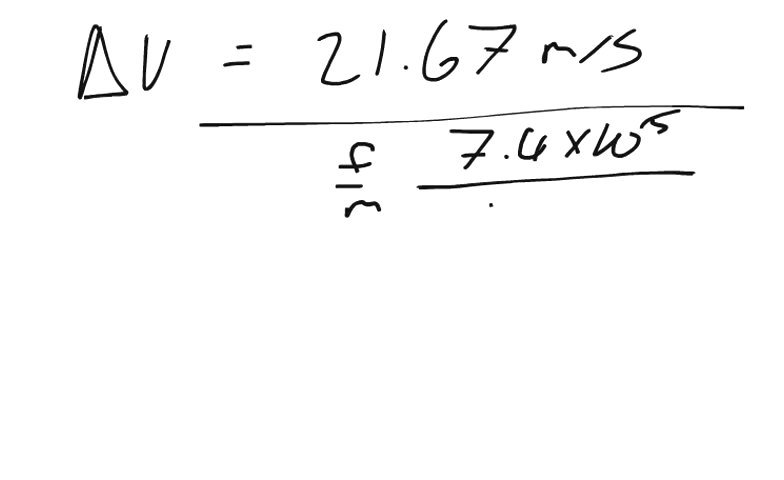 ΔV = 21.67 m/s
f/m 7.4 x 10^5